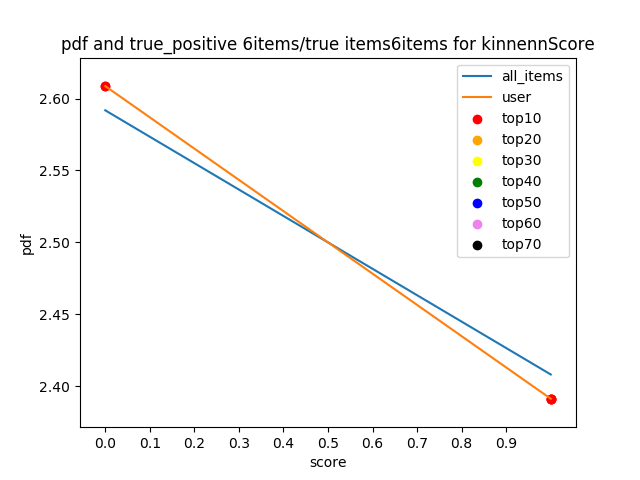 pdf and true_positive 6items/true items6items for kinnennScore
all_items
user
top10
top20
top30
top40
top50
top60
top70
2.60
2.55
2.50
2.45
2.40
pdf
0.0 0.1 0.2 0.3 0.4 0.5 0.6 0.7 0.8 0.9
score